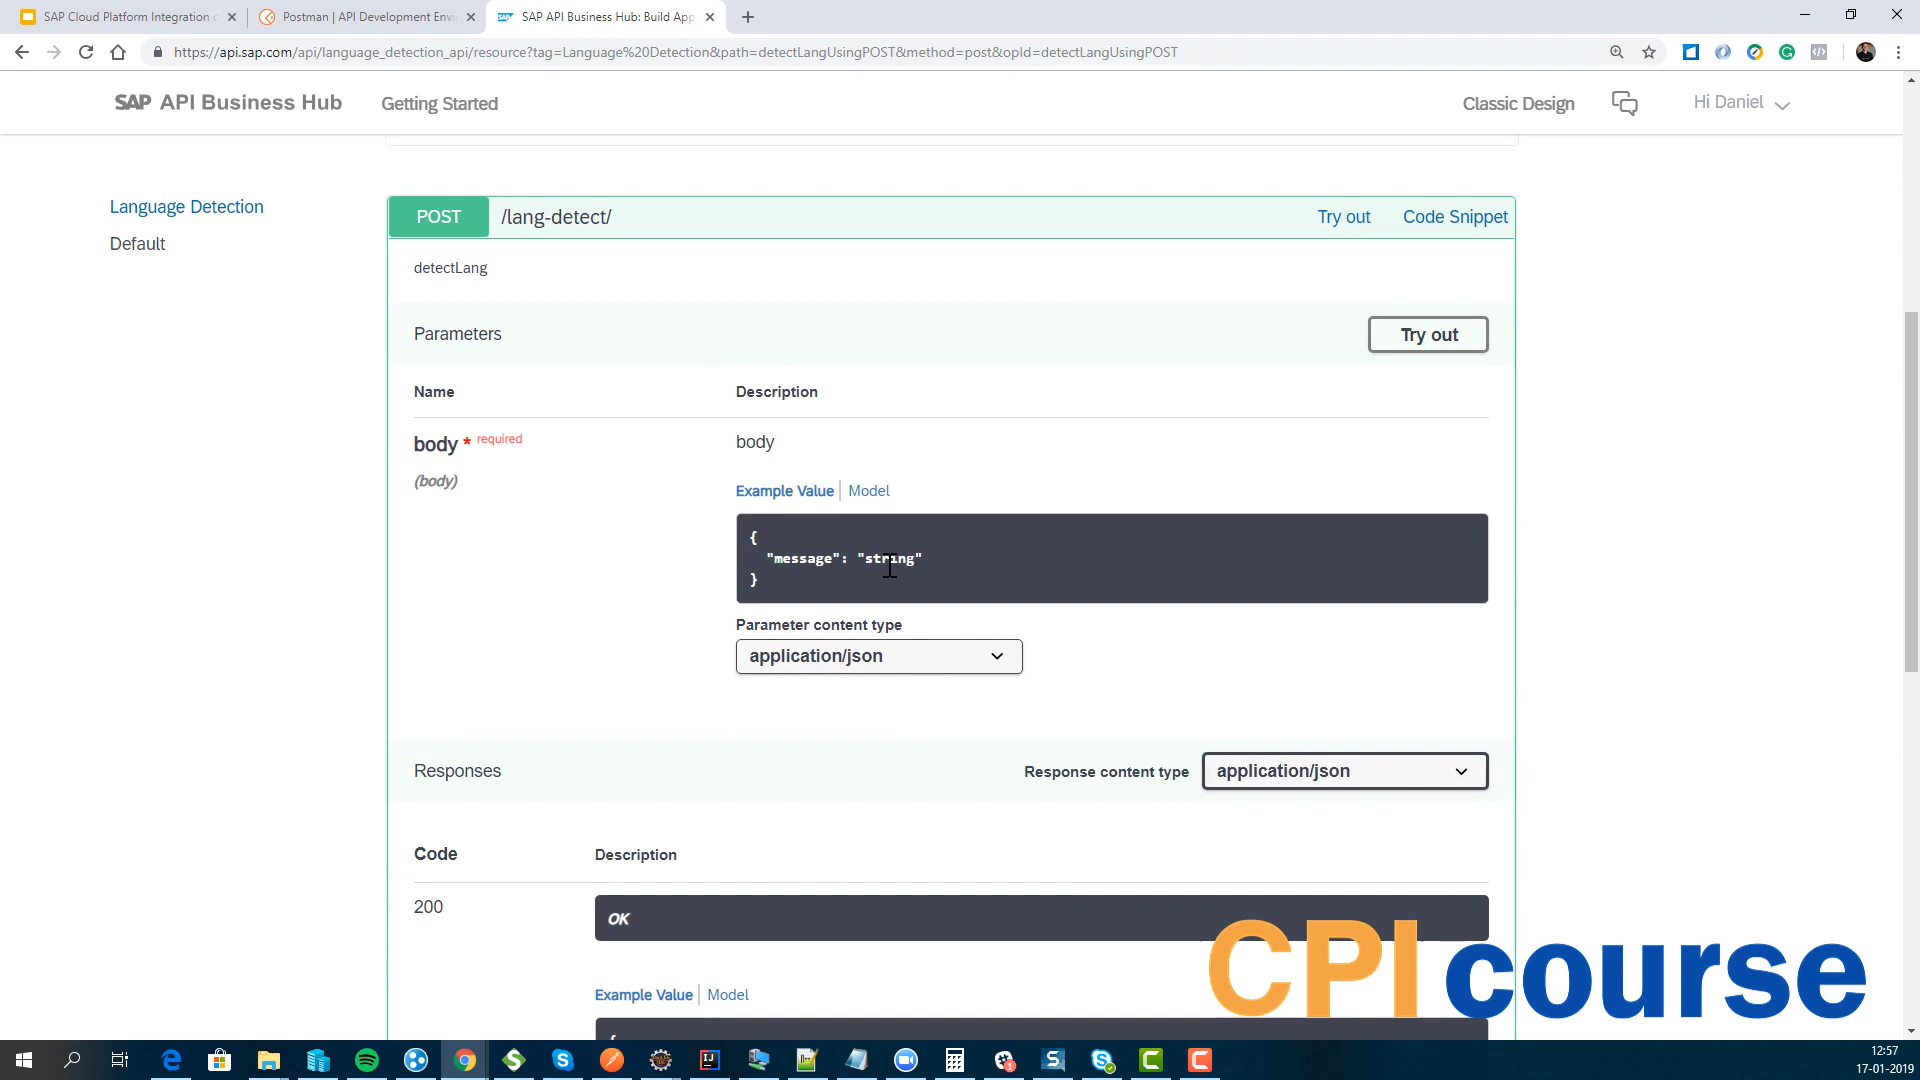 SAP Cloud Platform Integration
Postman | API Development Envi
SAP API Business Hub: Build App
https://api.sap.com/api/language_detection_api/resource?tag=Language%20Detection&path=detectLangUsingPOST&method=post&opId=detectLangUsingPOST
SAP API Business Hub
Getting Started
Classic Design
Hi Daniel
Language Detection
Default
POST
/lang-detect/
Try out
Code Snippet
detectLang
Parameters
Try out
Name
Description
body * required
body
(body)
Example Value
Model
{
"message": "string"
}
Parameter content type
application/json
Responses
Response content type
application/json
Code
Description
200
OK
Example Value
Model
{
CPI course
12:57
17-01-2019